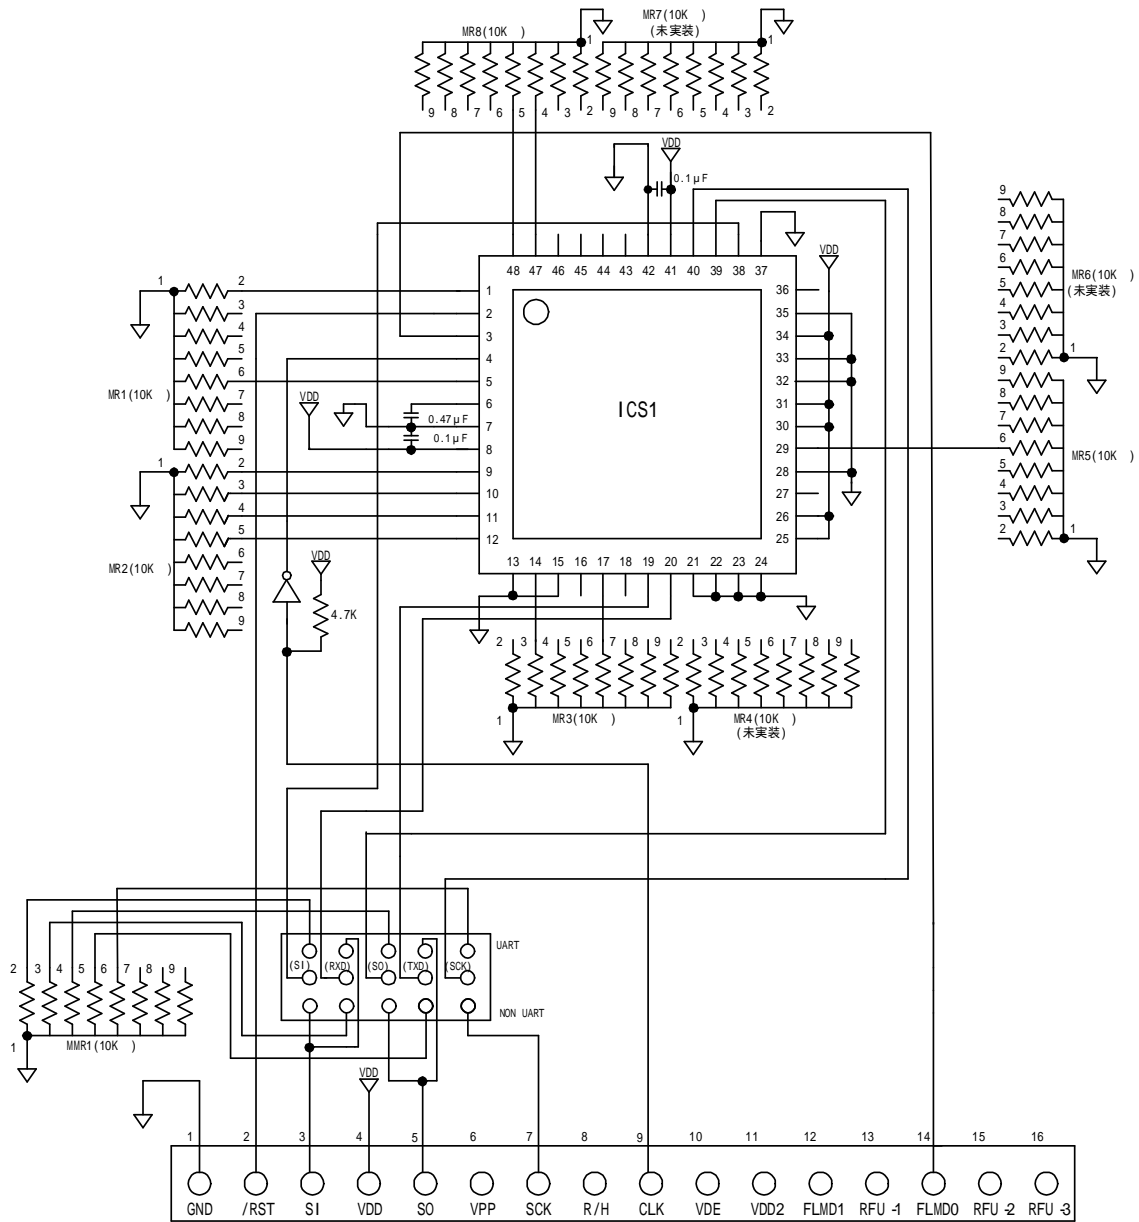 MR8(10K )
MR7(10K )
(未実装)
1
1
9 8 7 6 5 4 3 2 9 8 7 6 5 4 3 2
VDD
0.1μF
48 47 46 45 44 43 42 41 40 39 38 37
VDD
ICS1
1
2
3
4
5
6
7
8
9
10
11
12
36
35
34
33
32
31
30
29
28
27
26
25
13 14 15 16 17 18 19 20 21 22 23 24
1
2
3
4
5
6
7
8
9
MR1(10K )
1
2
3
4
5
6
7
8
9
MR2(10K )
VDD
0.47μF
0.1μF
VDD
4.7K
9
8
7
6
5
4
3
2
1
MR6(10K )
(未実装)
9
8
7
6
5
4
3
2
1
MR5(10K )
2 3 4 5 6 7 8 9 2 3 4 5 6 7 8 9
1
MR3(10K )
1
MR4(10K )
(未実装)
UART
(SI) (RXD) (SO) (TXD) (SCK)
NON UART
2 3 4 5 6 7 8 9
1
MMR1(10K )
VDD
1 2 3 4 5 6 7 8 9 10 11 12 13 14 15 16
GND /RST SI VDD SO VPP SCK R/H CLK VDE VDD2 FLMD1 RFU-1 FLMD0 RFU-2 RFU-3